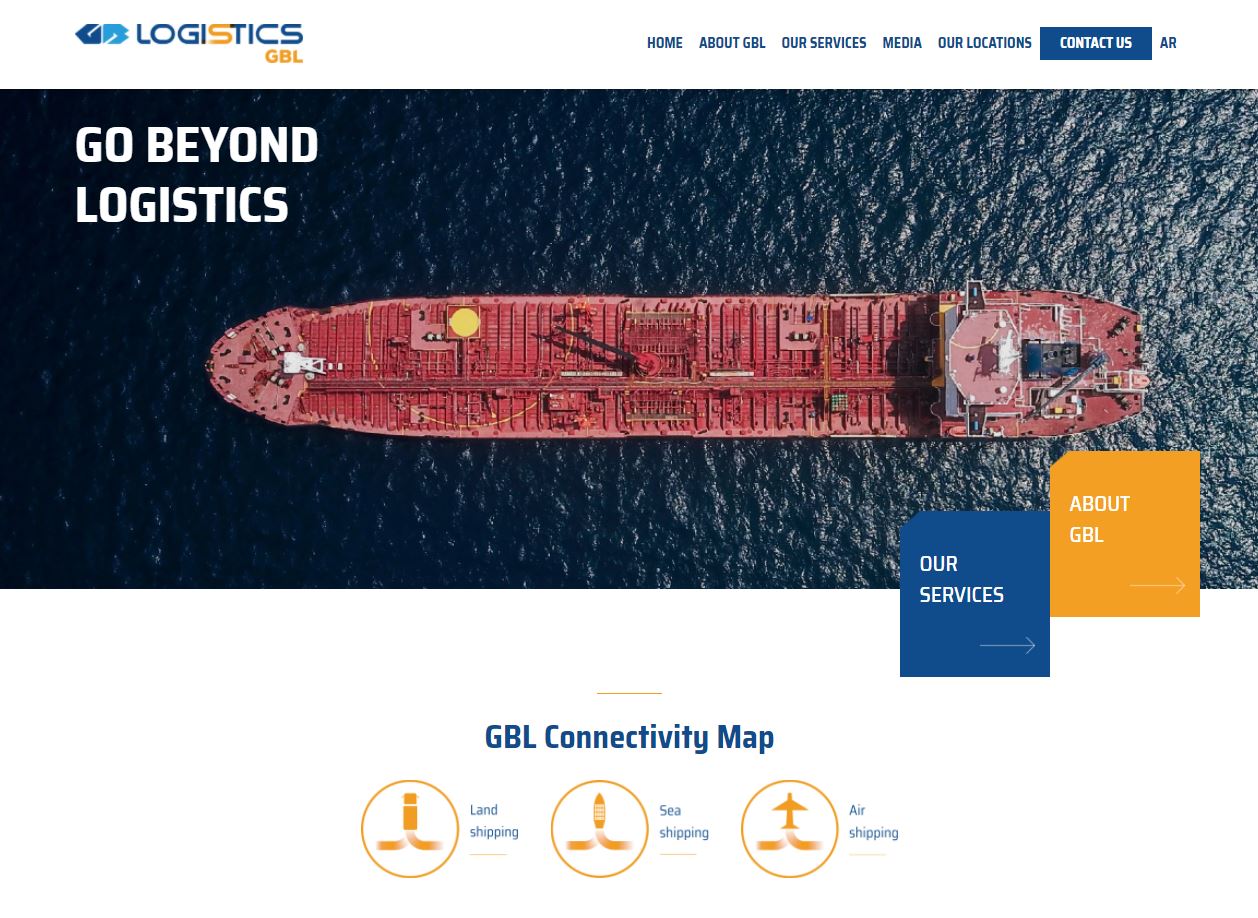 LOGISTICS
GBL
HOME ABOUT GBL OUR SERVICES MEDIA OUR LOCATIONS CONTACT US AR
GO BEYOND
LOGISTICS
ABOUT
GBL
OUR
SERVICES
GBL Connectivity Map
Land
shipping
Sea
shipping
Air
shipping